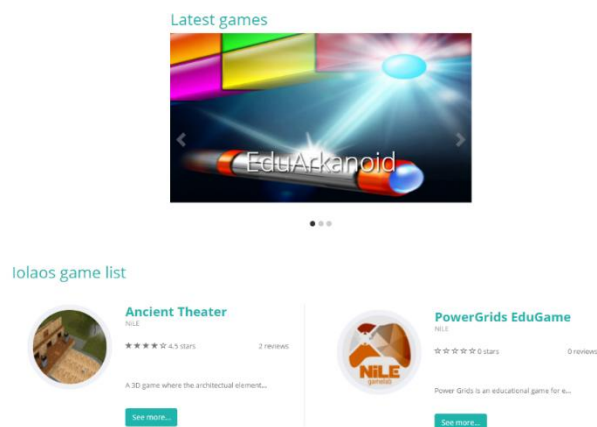 Latest games
EduArkanoid
Iolaos game list
Ancient Theater
NILE
4.5 stars
2 reviews
A 3D game where the architectural element...
See more...
PowerGrids EduGame
NILE
0 stars
0 reviews
NiLE
gamelab
Power Grids is an educational game for e...
See more...